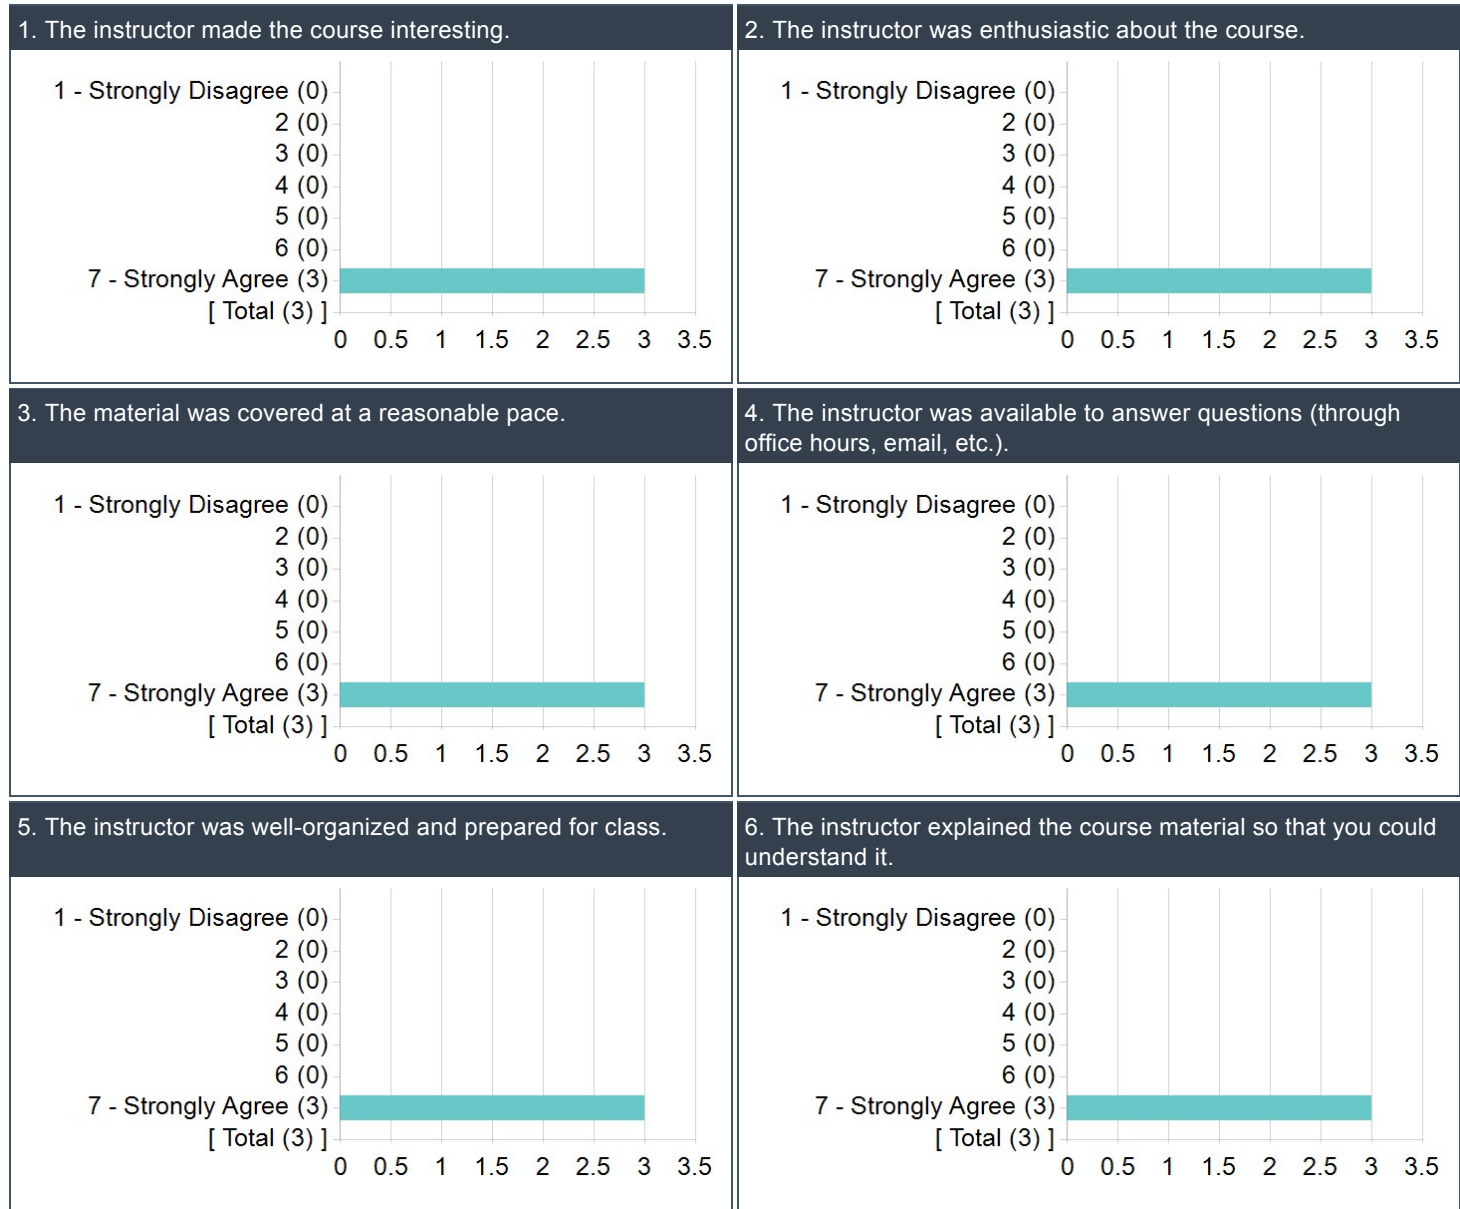 1. The instructor made the course interesting.
1 - Strongly Disagree (0)
2 (0)
3 (0)
4 (0)
5 (0)
6 (0)
7 - Strongly Agree (3)
[ Total (3) ]
0 0.5 1 1.5 2 2.5 3 3.5
2. The instructor was enthusiastic about the course.
1 - Strongly Disagree (0)
2 (0)
3 (0)
4 (0)
5 (0)
6 (0)
7 - Strongly Agree (3)
[ Total (3) ]
0 0.5 1 1.5 2 2.5 3 3.5
3. The material was covered at a reasonable pace.
1 - Strongly Disagree (0)
2 (0)
3 (0)
4 (0)
5 (0)
6 (0)
7 - Strongly Agree (3)
[ Total (3) ]
0 0.5 1 1.5 2 2.5 3 3.5
4. The instructor was available to answer questions (through
office hours, email, etc.).
1 - Strongly Disagree (0)
2 (0)
3 (0)
4 (0)
5 (0)
6 (0)
7 - Strongly Agree (3)
[ Total (3) ]
0 0.5 1 1.5 2 2.5 3 3.5
5. The instructor was well-organized and prepared for class.
1 - Strongly Disagree (0)
2 (0)
3 (0)
4 (0)
5 (0)
6 (0)
7 - Strongly Agree (3)
[ Total (3) ]
0 0.5 1 1.5 2 2.5 3 3.5
6. The instructor explained the course material so that you could
understand it.
1 - Strongly Disagree (0)
2 (0)
3 (0)
4 (0)
5 (0)
6 (0)
7 - Strongly Agree (3)
[ Total (3) ]
0 0.5 1 1.5 2 2.5 3 3.5